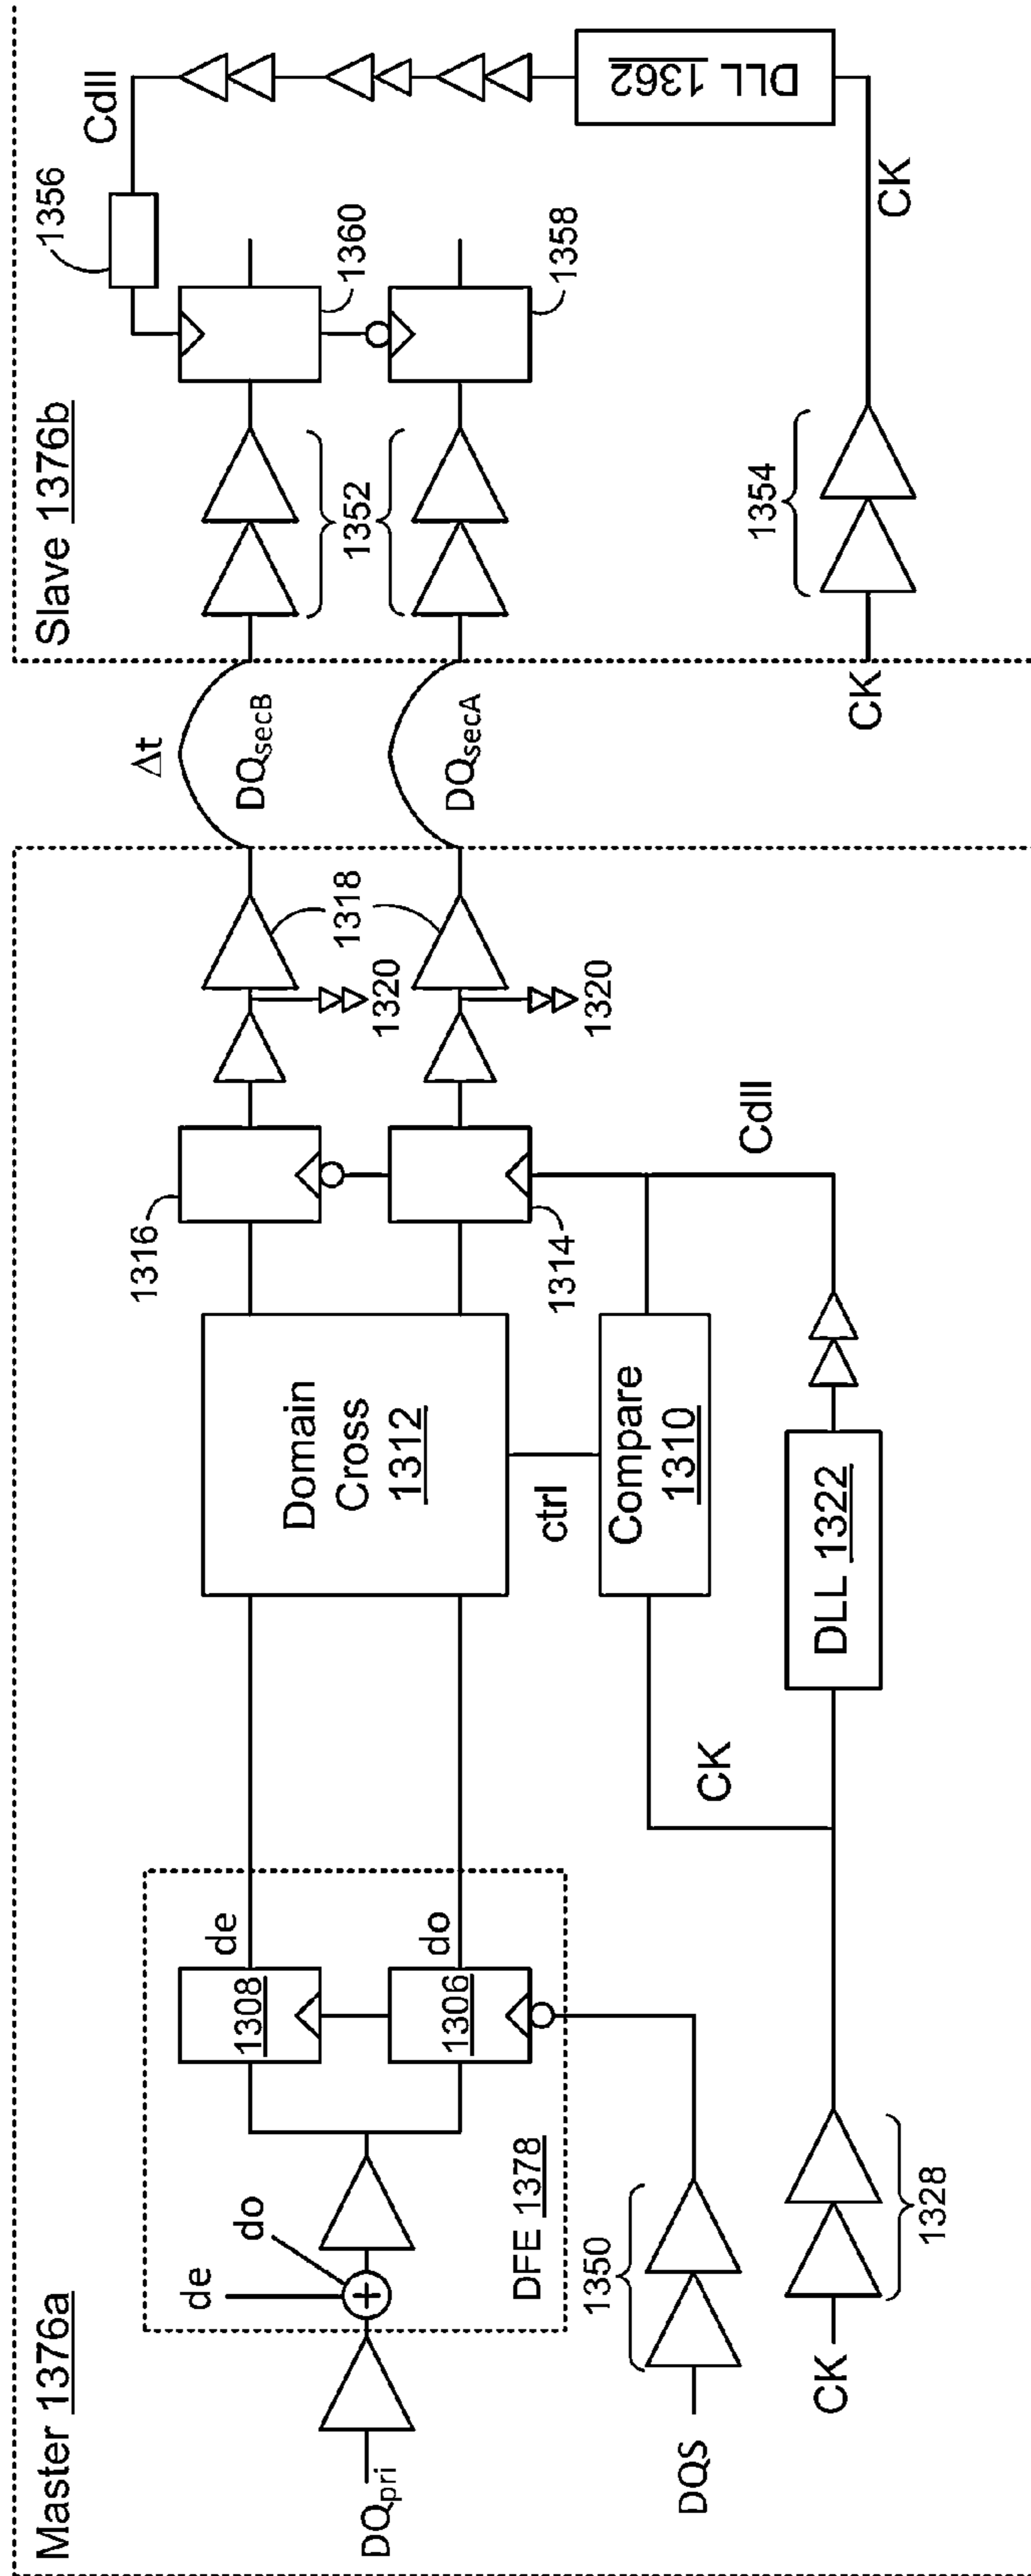 Master 1376a
DQpri
de
do
DFE 1378
1308
de
1306
do
DQS
1350
CK
1328
CK
Domain
Cross
1312
ctrl
Compare
1310
DLL 1322
Cdll
1316
1314
1318
1320
1320
Δt
DQsecB
DQsecA
Slave 1376b
1352
1354
CK
CK
1356
Cdll
1360
1358
DLL 1362